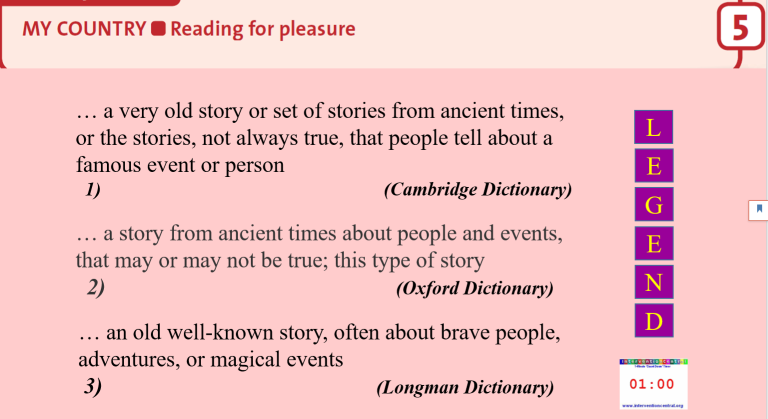 MY COUNTRY ■ Reading for pleasure
5
… a very old story or set of stories from ancient times,
or the stories, not always true, that people tell about a
famous event or person
1) (Cambridge Dictionary)
… a story from ancient times about people and events,
that may or may not be true; this type of story
2) (Oxford Dictionary)
… an old well-known story, often about brave people,
adventures, or magical events
3) (Longman Dictionary)
L
E
G
E
N
D
01:00
www.interventioncentral.org